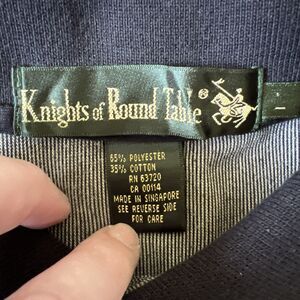 Knights of Round Table ®
L
65% POLYESTER
35% COTTON
RN 63720
CA 00114
MADE IN SINGAPORE
SEE REVERSE SIDE
FOR CARE